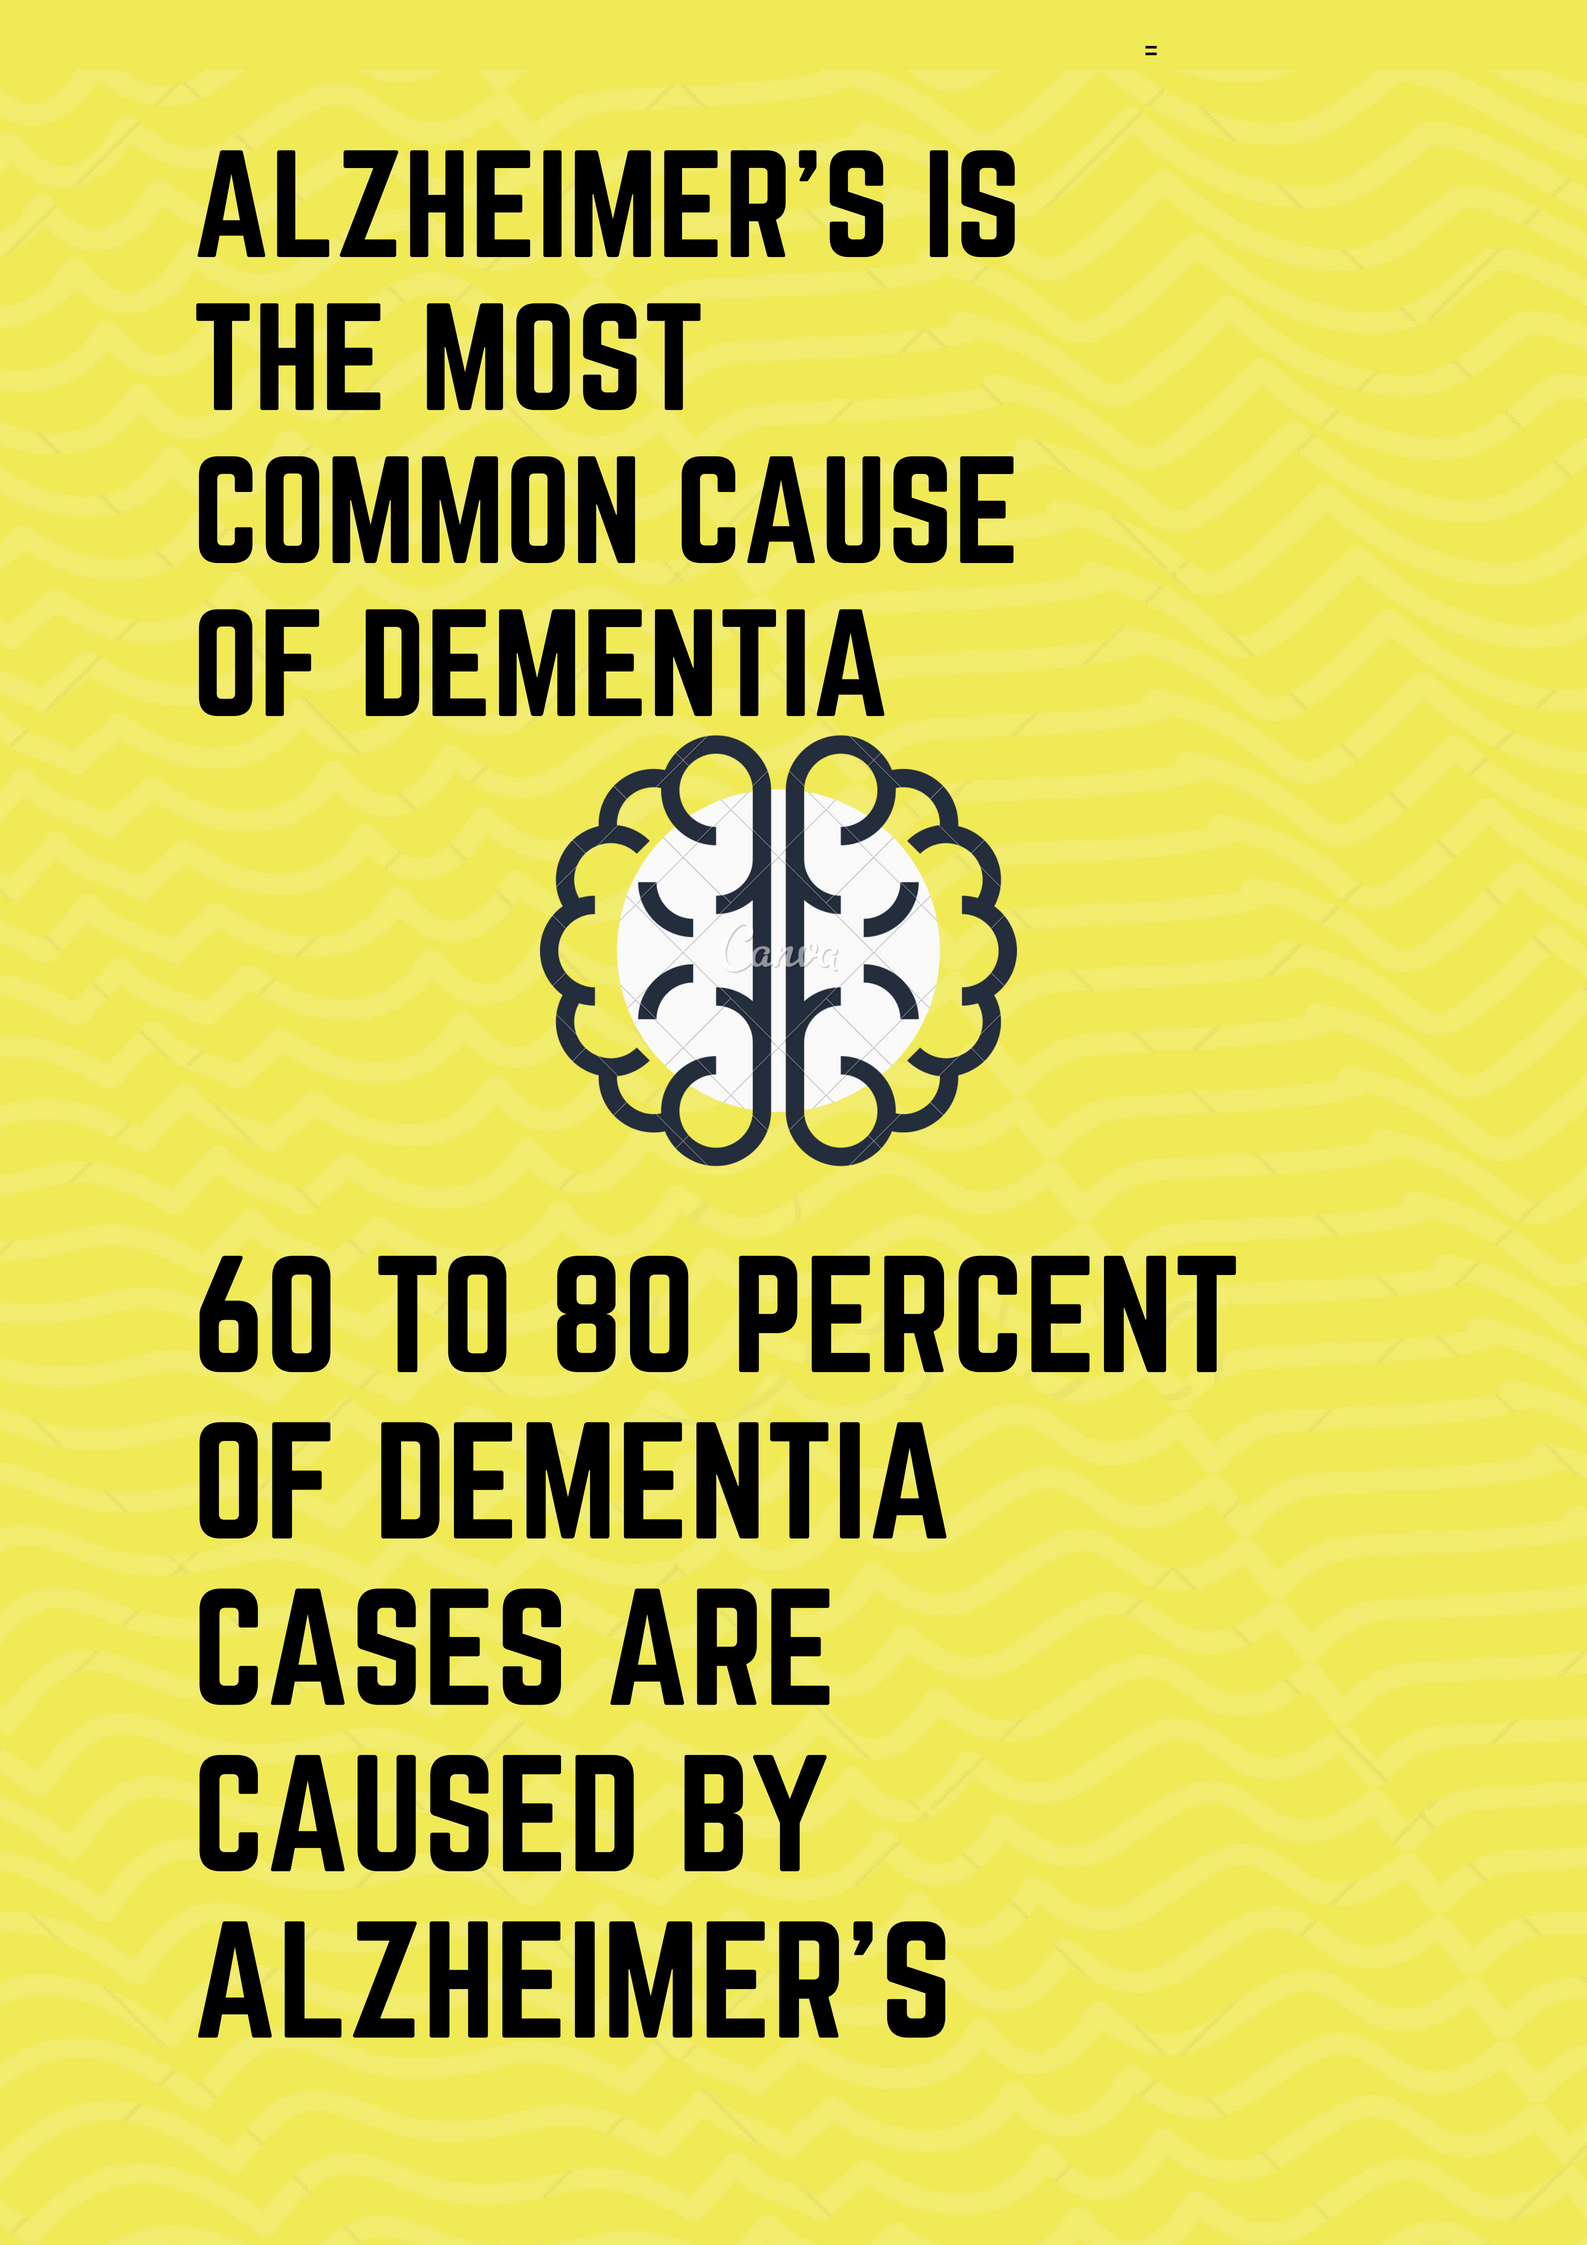 =
ALZHEIMER'S IS
THE MOST
COMMON CAUSE
OF DEMENTIA
Canva
60 TO 80 PERCENT
OF DEMENTIA
CASES ARE
CAUSED BY
ALZHEIMER'S